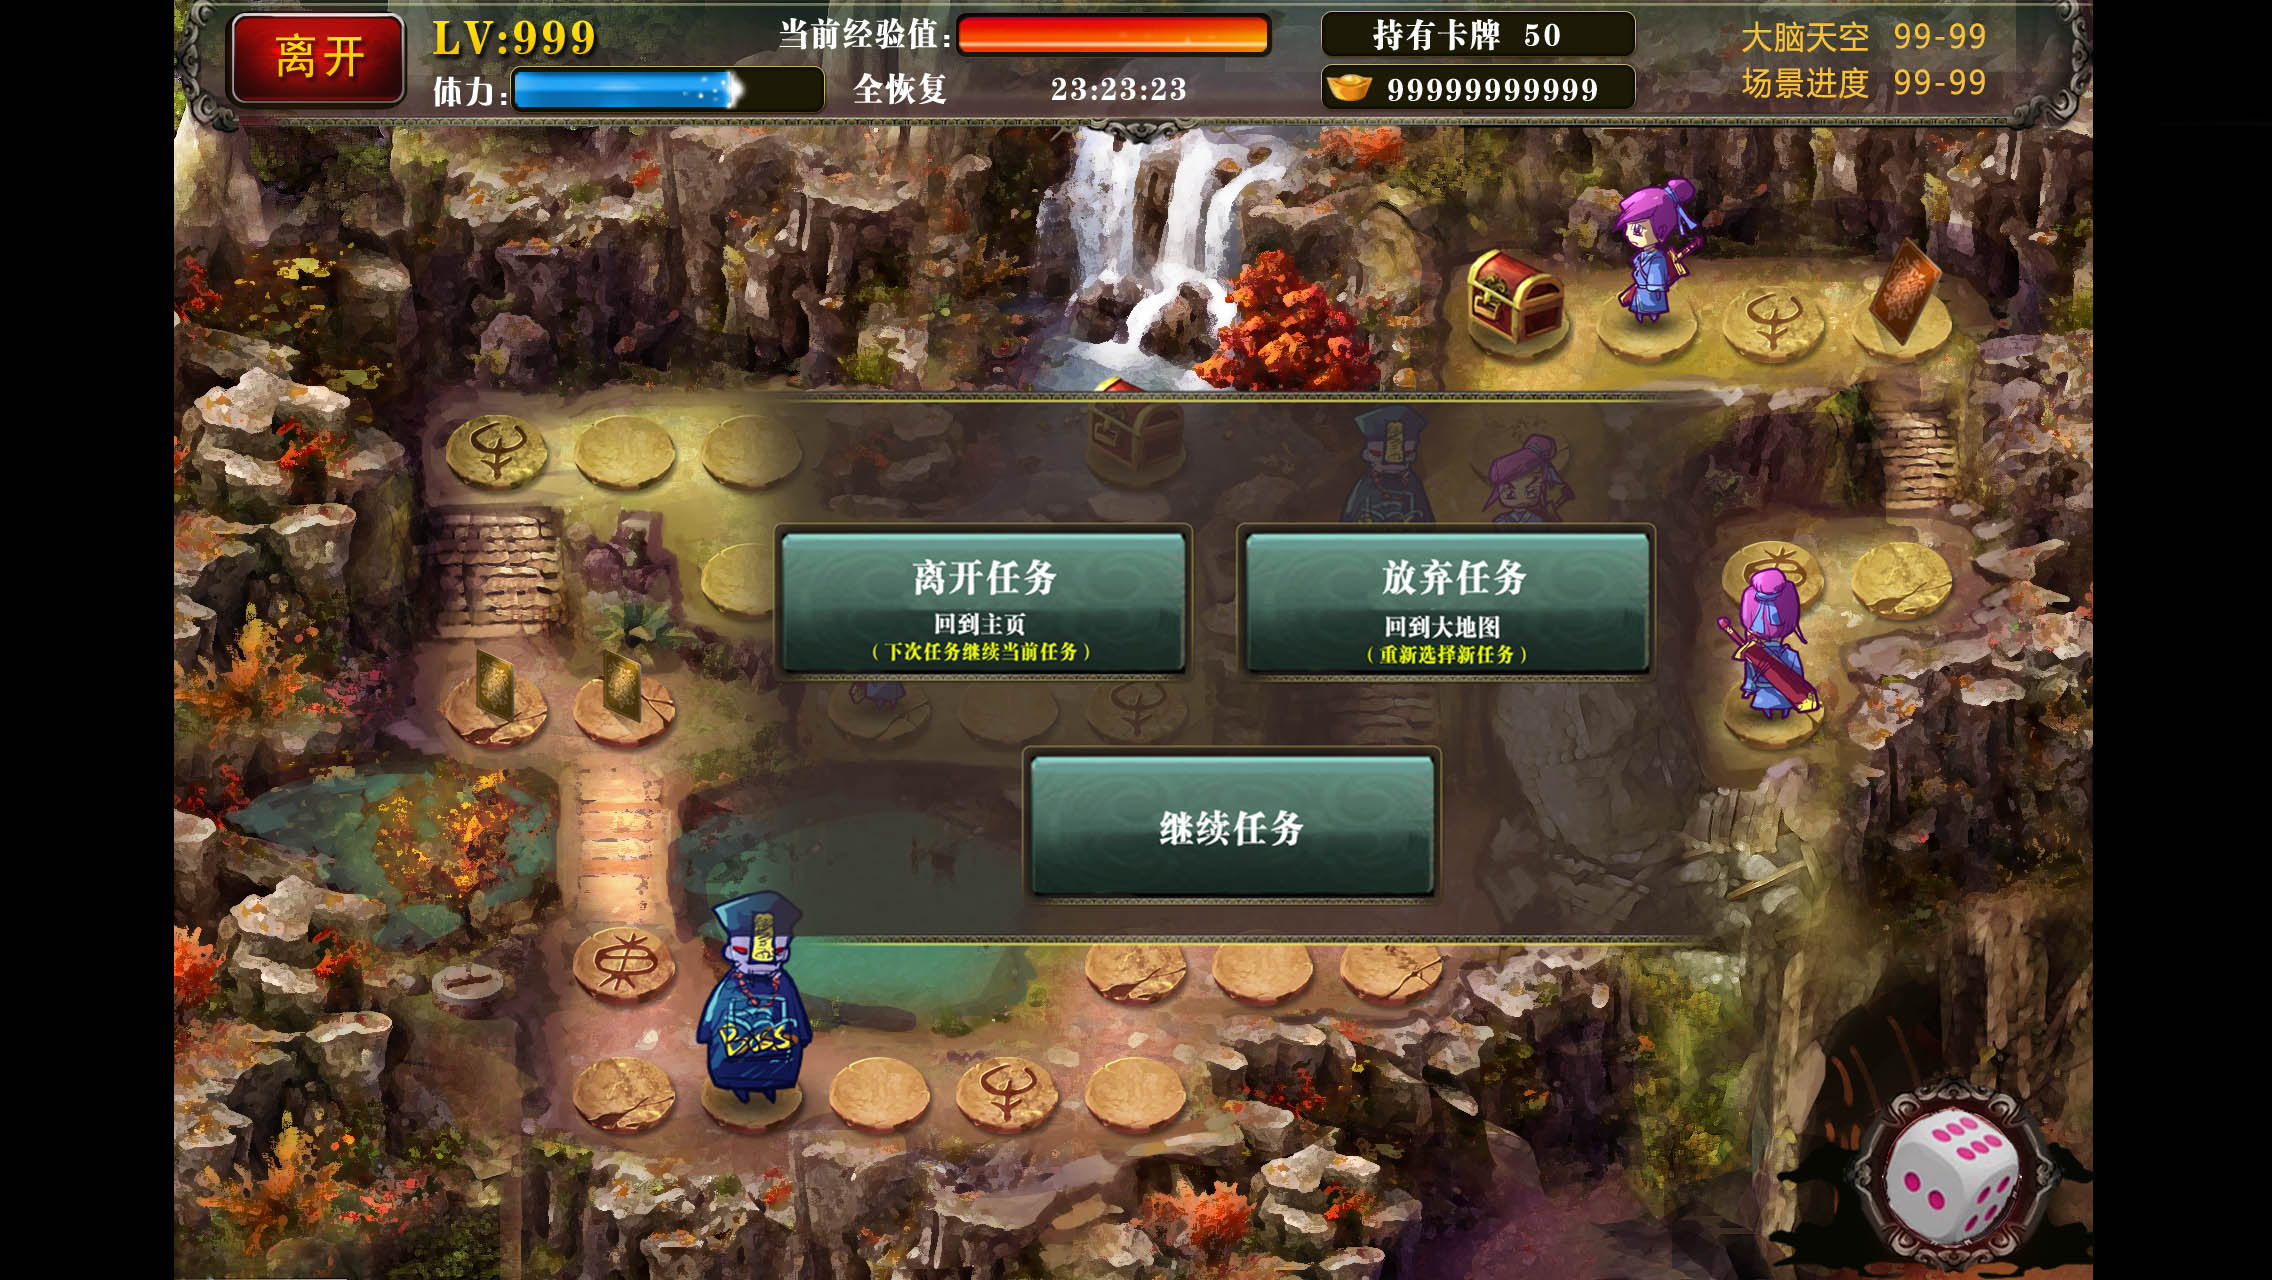 离开
LV:999
体力:
当前经验值:
全恢复 23:23:23
持有卡牌 50
99999999999
大脑天空 99-99
场景进度 99-99
离开任务
回到主页
(下次任务继续当前任务)
放弃任务
回到大地图
(重新选择新任务)
继续任务
BOSS